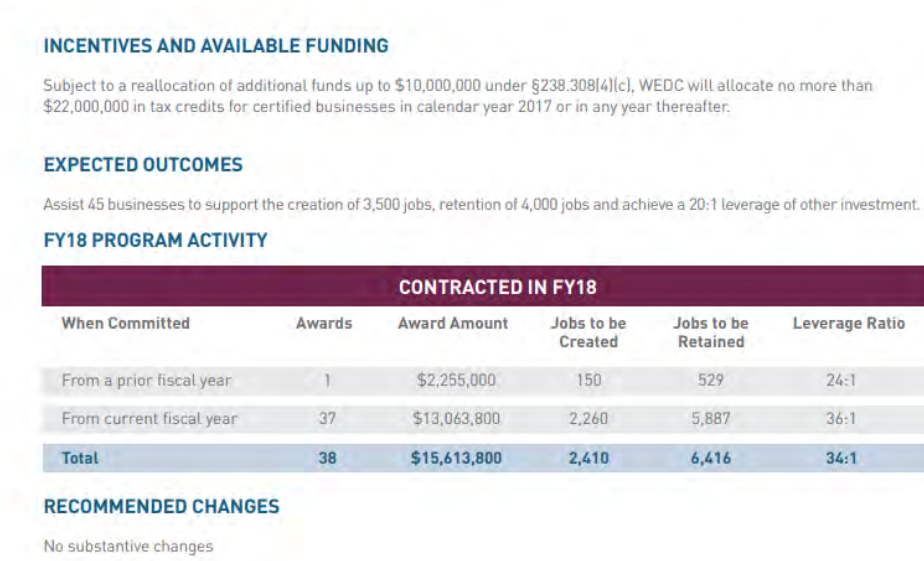 INCENTIVES AND AVAILABLE FUNDING
Subject to a reallocation of additional funds up to $10,000,000 under §238.308(4)(c), WEDC will allocate no more than
$22,000,000 in tax credits for certified businesses in calendar year 2017 or in any year thereafter.
EXPECTED OUTCOMES
Assist 45 businesses to support the creation of 3,500 jobs, retention of 4,000 jobs and achieve a 20:1 leverage of other investment.
FY18 PROGRAM ACTIVITY
CONTRACTED IN FY18
When Committed Awards Award Amount Jobs to be Created Jobs to be Retained Leverage Ratio
From a prior fiscal year 1 $2,255,000 150 529 24:1
From current fiscal year 37 $13,063,800 2,260 5,887 36:1
Total 38 $15,613,800 2,410 6,416 34:1
RECOMMENDED CHANGES
No substantive changes